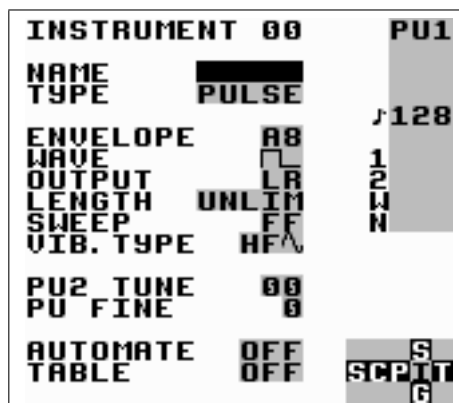 INSTRUMENT 00 PU1
NAME
TYPE PULSE
♪128
ENVELOPE A8
WAVE 1
OUTPUT LR 2
LENGTH UNLIM W
SWEEP FF N
VIB. TYPE HF
PU2 TUNE 00
PU FINE 0
AUTOMATE OFF S
TABLE OFF SCPIT
G